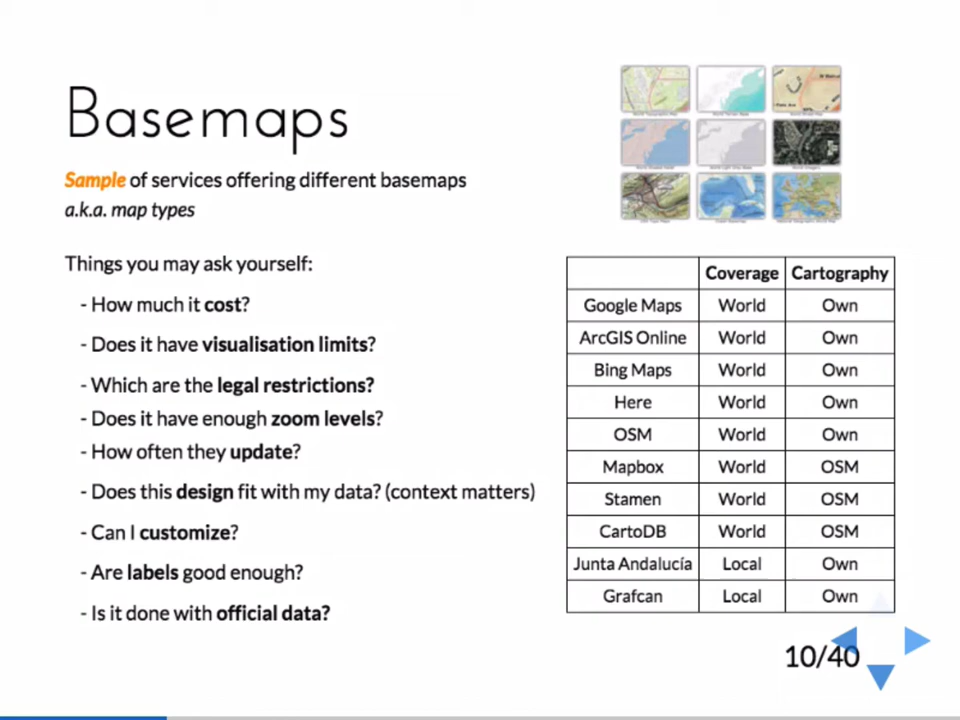 Basemaps
Sample of services offering different basemaps
a.k.a. map types
Things you may ask yourself:
- How much it cost?
- Does it have visualisation limits?
- Which are the legal restrictions?
- Does it have enough zoom levels?
- How often they update?
- Does this design fit with my data? (context matters)
- Can I customize?
- Are labels good enough?
- Is it done with official data?
Coverage Cartography
Google Maps World Own
ArcGIS Online World Own
Bing Maps World Own
Here World Own
OSM World Own
Mapbox World OSM
Stamen World OSM
CartoDB World OSM
Junta Andalucía Local Own
Grafcan Local Own
10/40